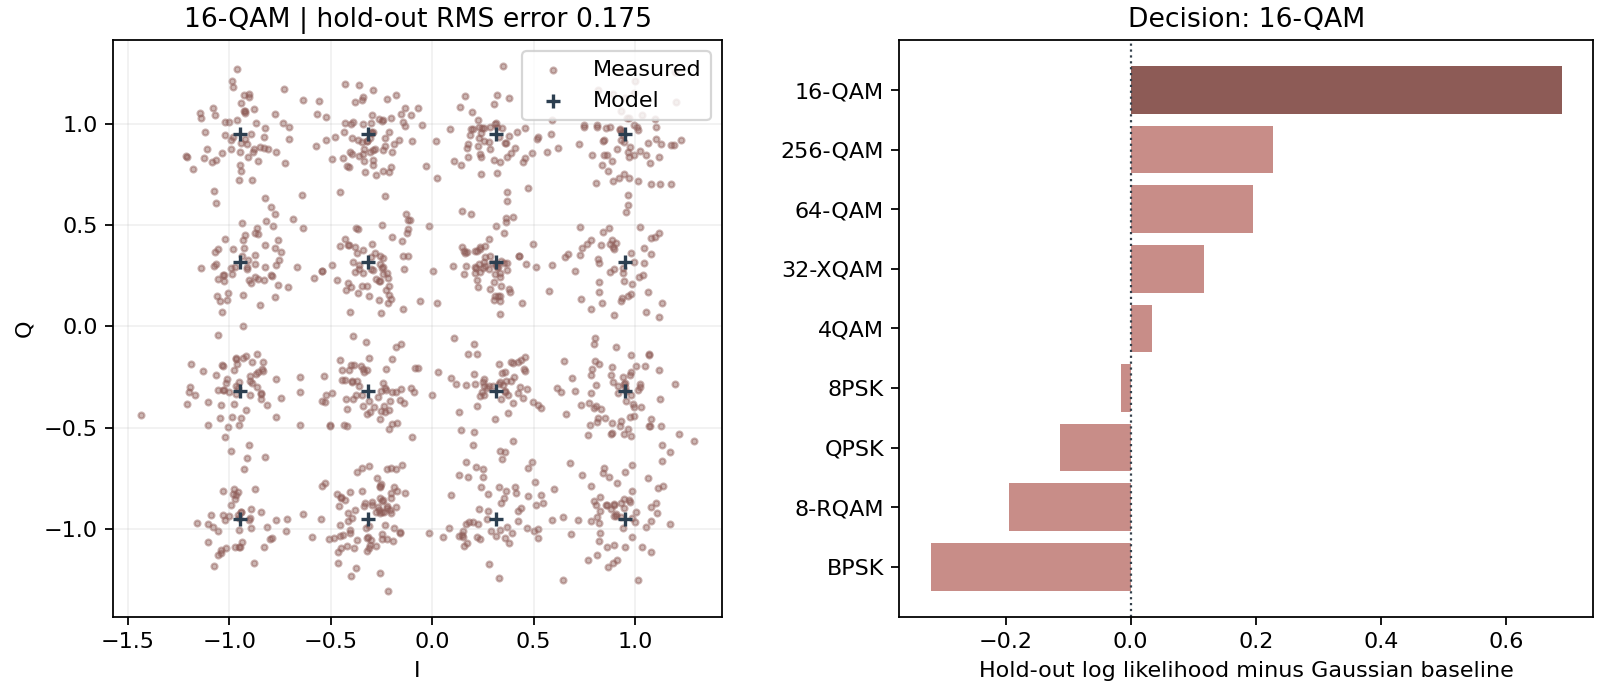 16-QAM | hold-out RMS error 0.175
Measured
Model
1.0
0.5
0.0
−0.5
−1.0
Q
−1.5
−1.0
−0.5
0.0
0.5
1.0
I
Decision: 16-QAM
16-QAM
256-QAM
64-QAM
32-XQAM
4QAM
8PSK
QPSK
8-RQAM
BPSK
−0.2
0.0
0.2
0.4
0.6
Hold-out log likelihood minus Gaussian baseline